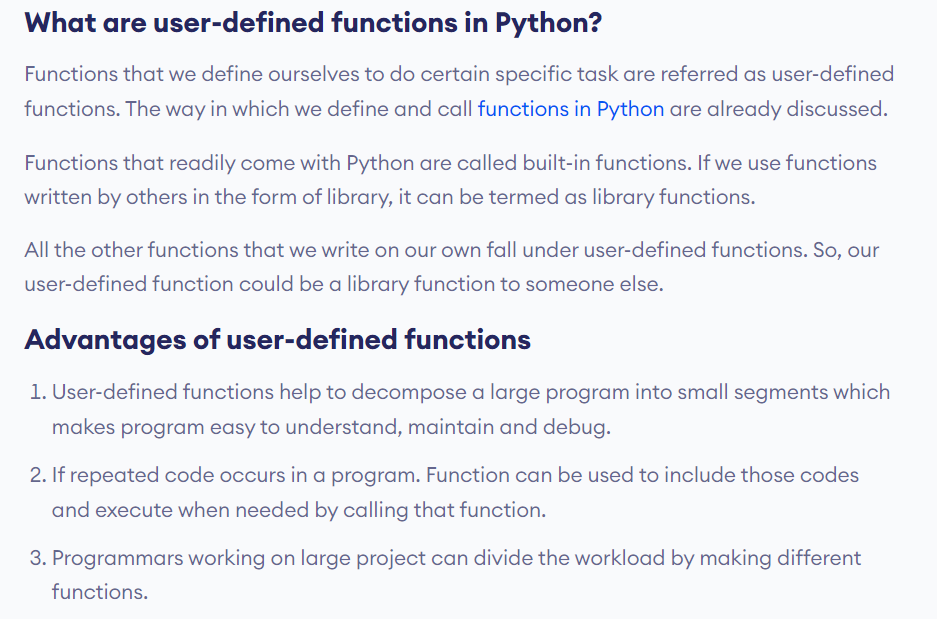 What are user-defined functions in Python?
Functions that we define ourselves to do certain specific task are referred as user-defined
functions. The way in which we define and call functions in Python are already discussed.
Functions that readily come with Python are called built-in functions. If we use functions
written by others in the form of library, it can be termed as library functions.
All the other functions that we write on our own fall under user-defined functions. So, our
user-defined function could be a library function to someone else.
Advantages of user-defined functions
1. User-defined functions help to decompose a large program into small segments which
makes program easy to understand, maintain and debug.
2. If repeated code occurs in a program. Function can be used to include those codes
and execute when needed by calling that function.
3. Programmars working on large project can divide the workload by making different
functions.